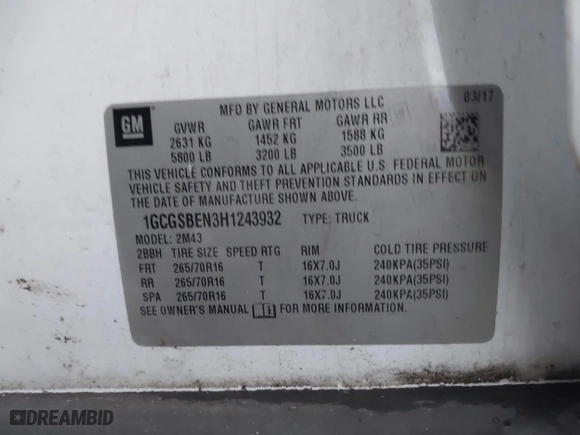 MFD BY GENERAL MOTORS LLC 03/17
GM
GVWR GAWR FRT GAWR RR
2631 KG 1452 KG 1588 KG
5800 LB 3200 LB 3500 LB
THIS VEHICLE CONFORMS TO ALL APPLICABLE U.S. FEDERAL MOTOR
VEHICLE SAFETY AND THEFT PREVENTION STANDARDS IN EFFECT ON
THE DATE OF MANUFACTURE SHOWN ABOVE.
1GCGSBEN3H1243932 TYPE: TRUCK
MODEL: 2M43
2BBH TIRE SIZE SPEED RTG RIM COLD TIRE PRESSURE
FRT 265/70R16 T 16X7.0J 240KPA(35PSI)
RR 265/70R16 T 16X7.0J 240KPA(35PSI)
SPA 265/70R16 T 16X7.0J 240KPA(35PSI)
SEE OWNER'S MANUAL FOR MORE INFORMATION.
DREAMBID